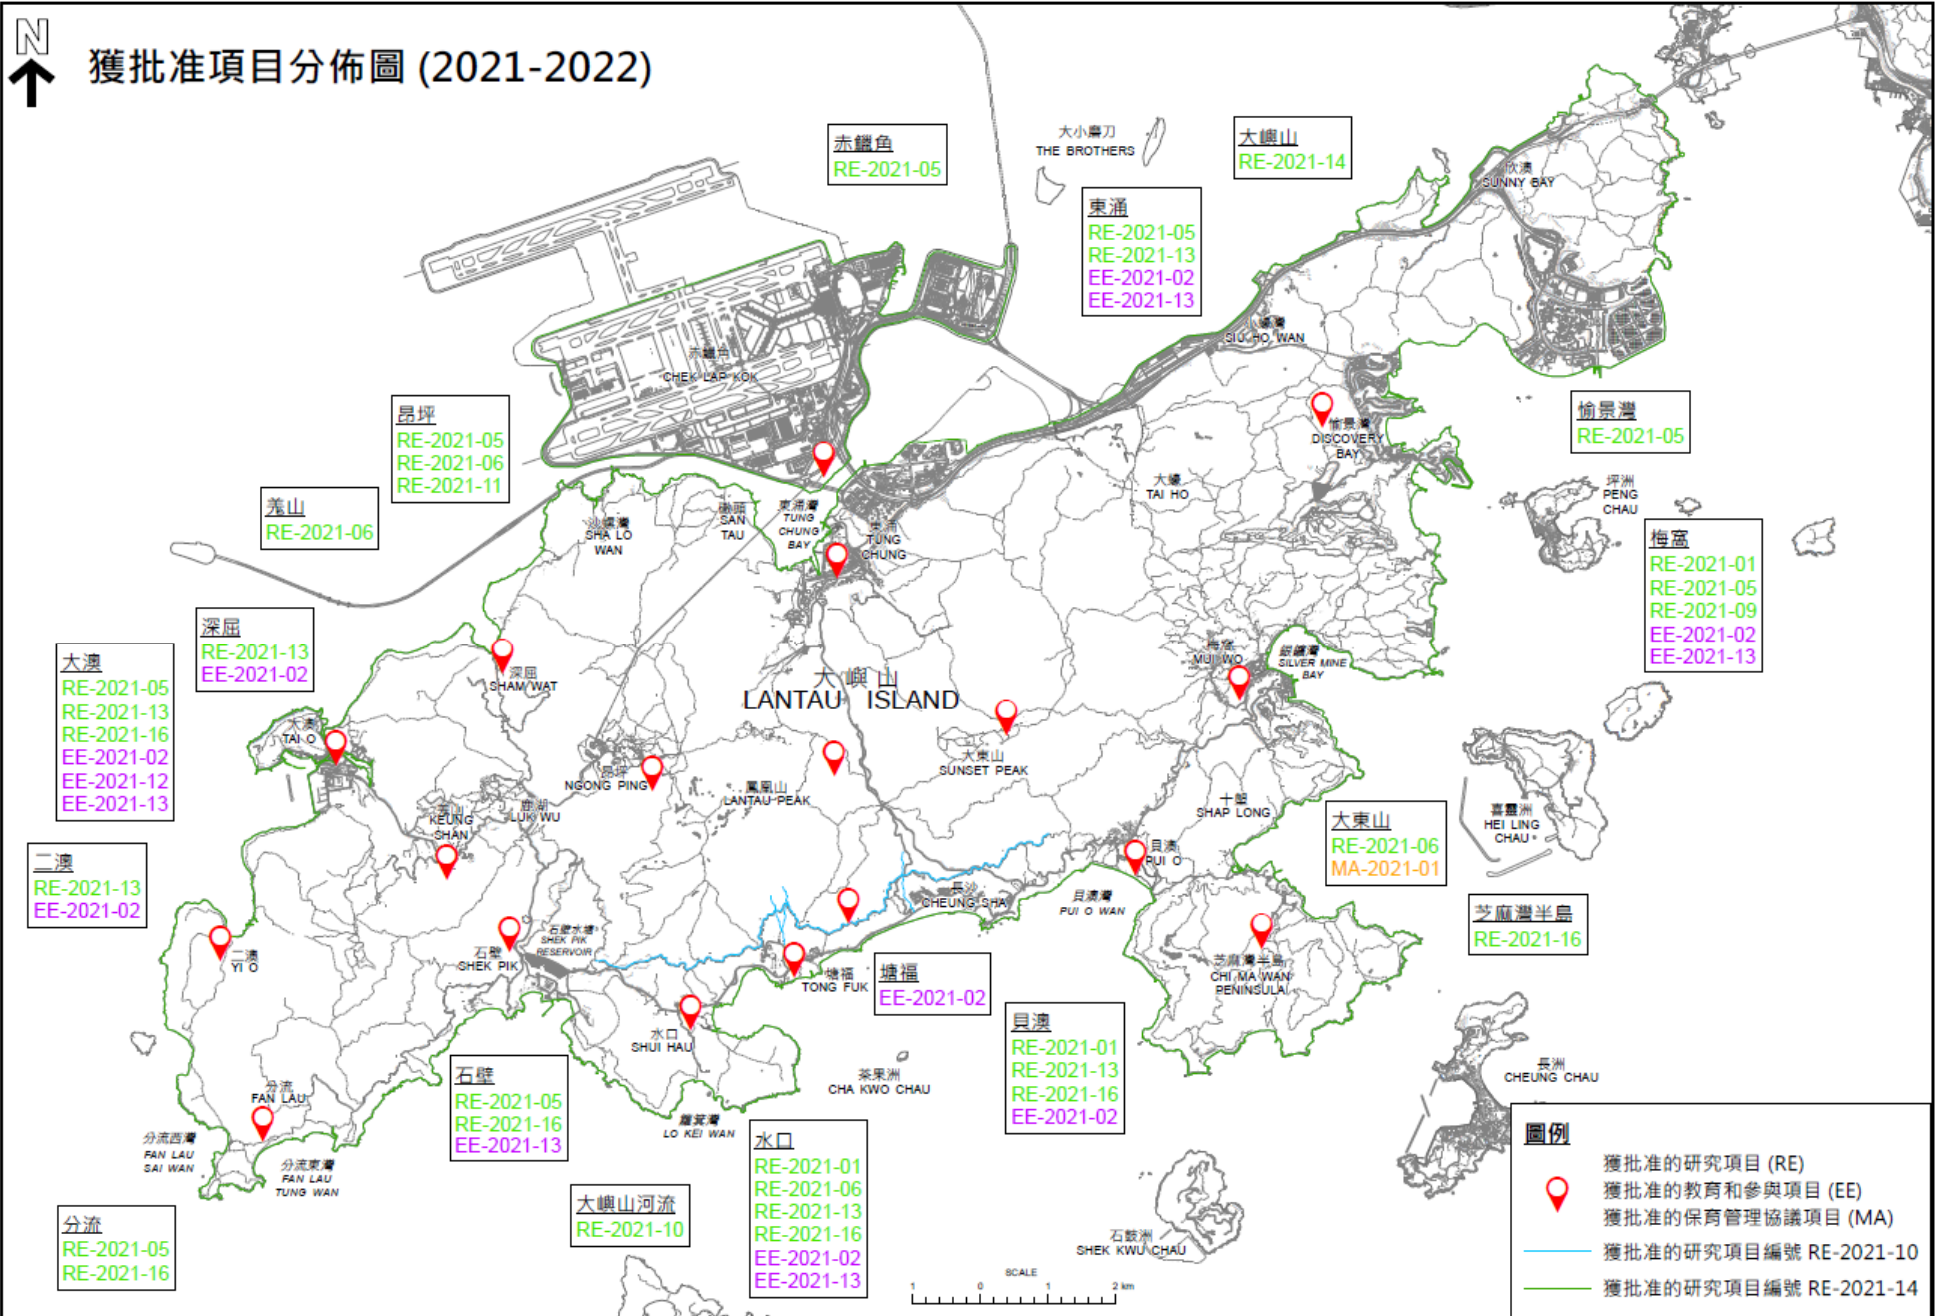 N
獲批准項目分佈圖 (2021-2022)
赤鱲角
RE-2021-05
大小磨刀
THE BROTHERS
大嶼山
RE-2021-14
東涌
RE-2021-05
RE-2021-13
EE-2021-02
EE-2021-13
欣澳
SUNNY BAY
SIU HO WAN
赤鱲角
CHEK LAP KOK
昂坪
RE-2021-05
RE-2021-06
RE-2021-11
愉景灣
RE-2021-05
愉景灣
DISCOVERY
BAY
羗山
RE-2021-06
沙螺灣
SHA LO
WAN
䃟頭
SAN
TAU
東涌灣
TUNG
CHUNG
BAY
東涌
TUNG
CHUNG
大蠔
TAI HO
坪洲
PENG
CHAU
梅窩
RE-2021-01
RE-2021-05
RE-2021-09
EE-2021-02
EE-2021-13
深屈
RE-2021-13
EE-2021-02
大澳
RE-2021-05
RE-2021-13
RE-2021-16
EE-2021-02
EE-2021-12
EE-2021-13
深屈
SHAM WAT
大嶼山
LANTAU ISLAND
梅窩
MUI WO
銀鑛灣
SILVER MINE
BAY
大澳
TAI O
昂坪
NGONG PING
鳳凰山
LANTAU PEAK
大東山
SUNSET PEAK
羗山
KEUNG
SHAN
鹿湖
LUK WU
十塱
SHAP LONG
大東山
RE-2021-06
MA-2021-01
喜靈洲
HEI LING
CHAU
二澳
RE-2021-13
EE-2021-02
貝澳
PUI O
長沙
CHEUNG SHA
貝澳灣
PUI O WAN
芝麻灣半島
RE-2021-16
二澳
YI O
石壁
SHEK PIK
石壁水塘
SHEK PIK
RESERVOIR
塘福
TONG FUK
塘福
EE-2021-02
芝麻灣半島
CHI MA WAN
PENINSULA
水口
SHUI HAU
貝澳
RE-2021-01
RE-2021-13
RE-2021-16
EE-2021-02
石壁
RE-2021-05
RE-2021-16
EE-2021-13
茶果洲
CHA KWO CHAU
長洲
CHEUNG CHAU
分流
FAN LAU
籮箕灣
LO KEI WAN
分流西灣
FAN LAU
SAI WAN
分流東灣
FAN LAU
TUNG WAN
水口
RE-2021-01
RE-2021-06
RE-2021-13
RE-2021-16
EE-2021-02
EE-2021-13
大嶼山河流
RE-2021-10
分流
RE-2021-05
RE-2021-16
石鼓洲
SHEK KWU CHAU
SCALE
1 0 1 2 km
圖例
獲批准的研究項目 (RE)
獲批准的教育和參與項目 (EE)
獲批准的保育管理協議項目 (MA)
獲批准的研究項目編號 RE-2021-10
獲批准的研究項目編號 RE-2021-14